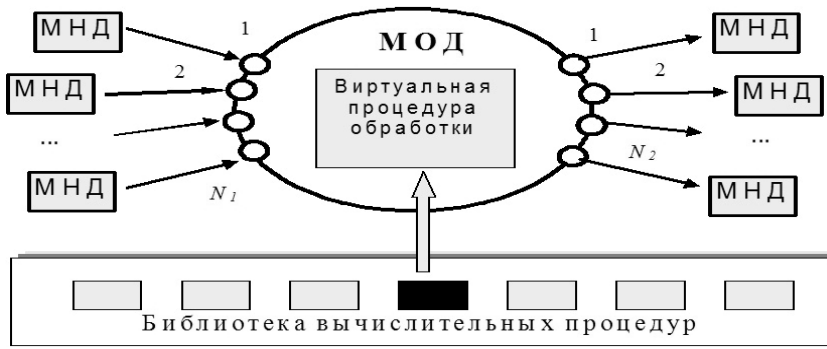 МНД 1 МОД 1 МНД
МНД 2 Виртуальная 2 МНД
процедура
... обработки ...
МНД N1 N2 МНД
Библиотека вычислительных процедур